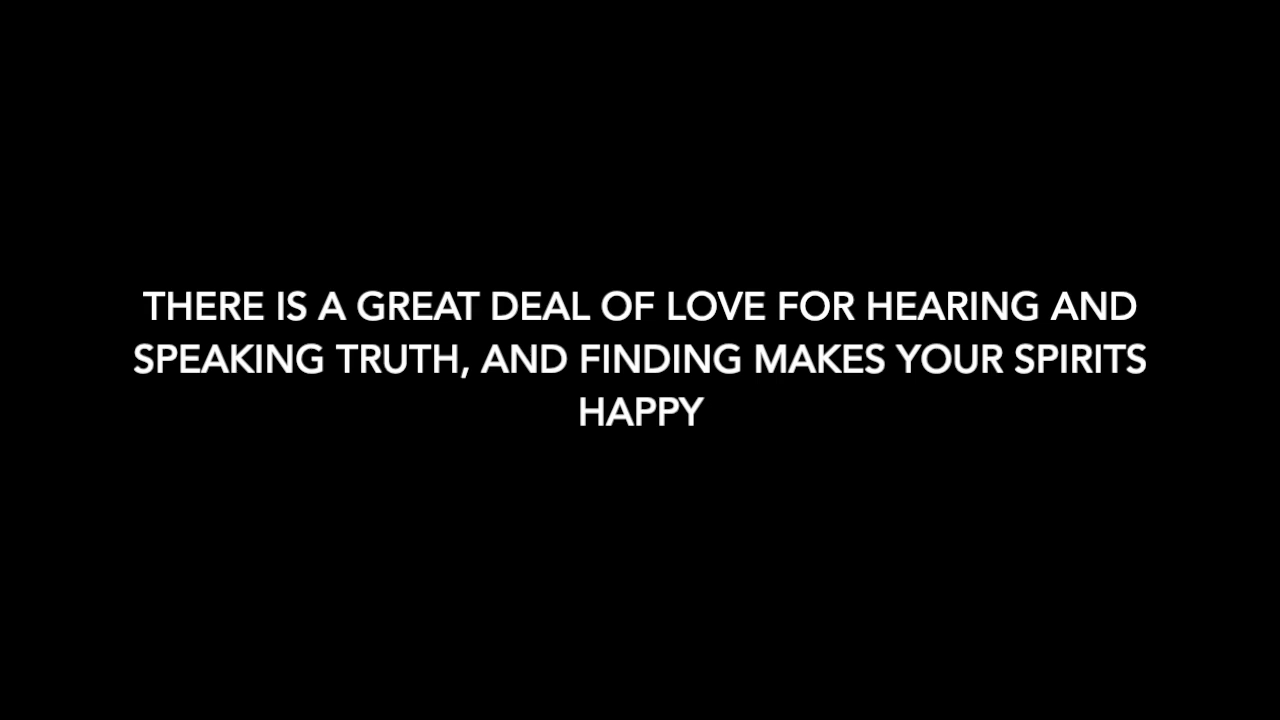 THERE IS A GREAT DEAL OF LOVE FOR HEARING AND
SPEAKING TRUTH, AND FINDING MAKES YOUR SPIRITS
HAPPY